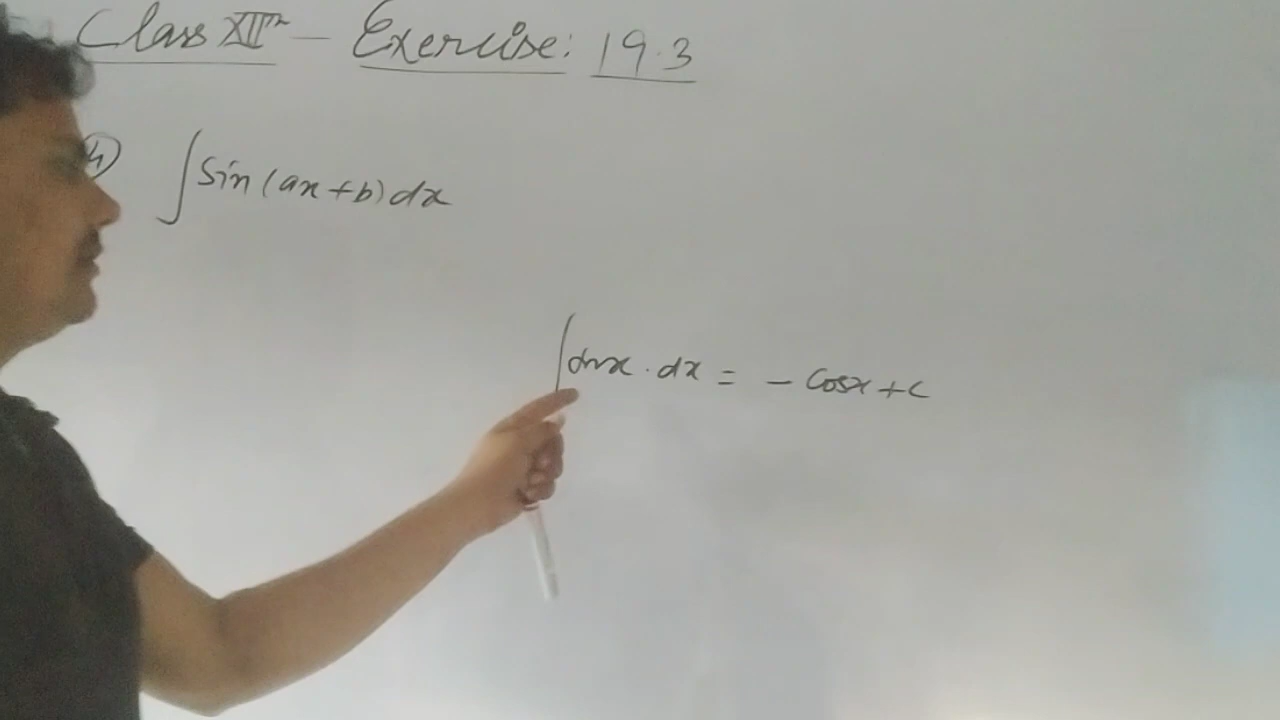 Class XIIth - Exercise: 19.3
4) ∫ Sin (ax + b) dx
∫ sinx . dx = - Cosx + c